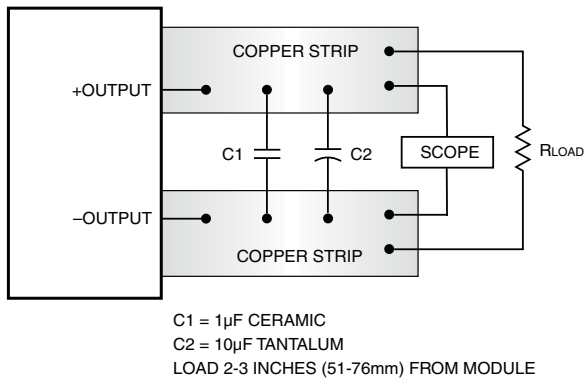 COPPER STRIP
+OUTPUT
C1
C2
SCOPE
RLOAD
–OUTPUT
COPPER STRIP
C1 = 1µF CERAMIC
C2 = 10µF TANTALUM
LOAD 2-3 INCHES (51-76mm) FROM MODULE